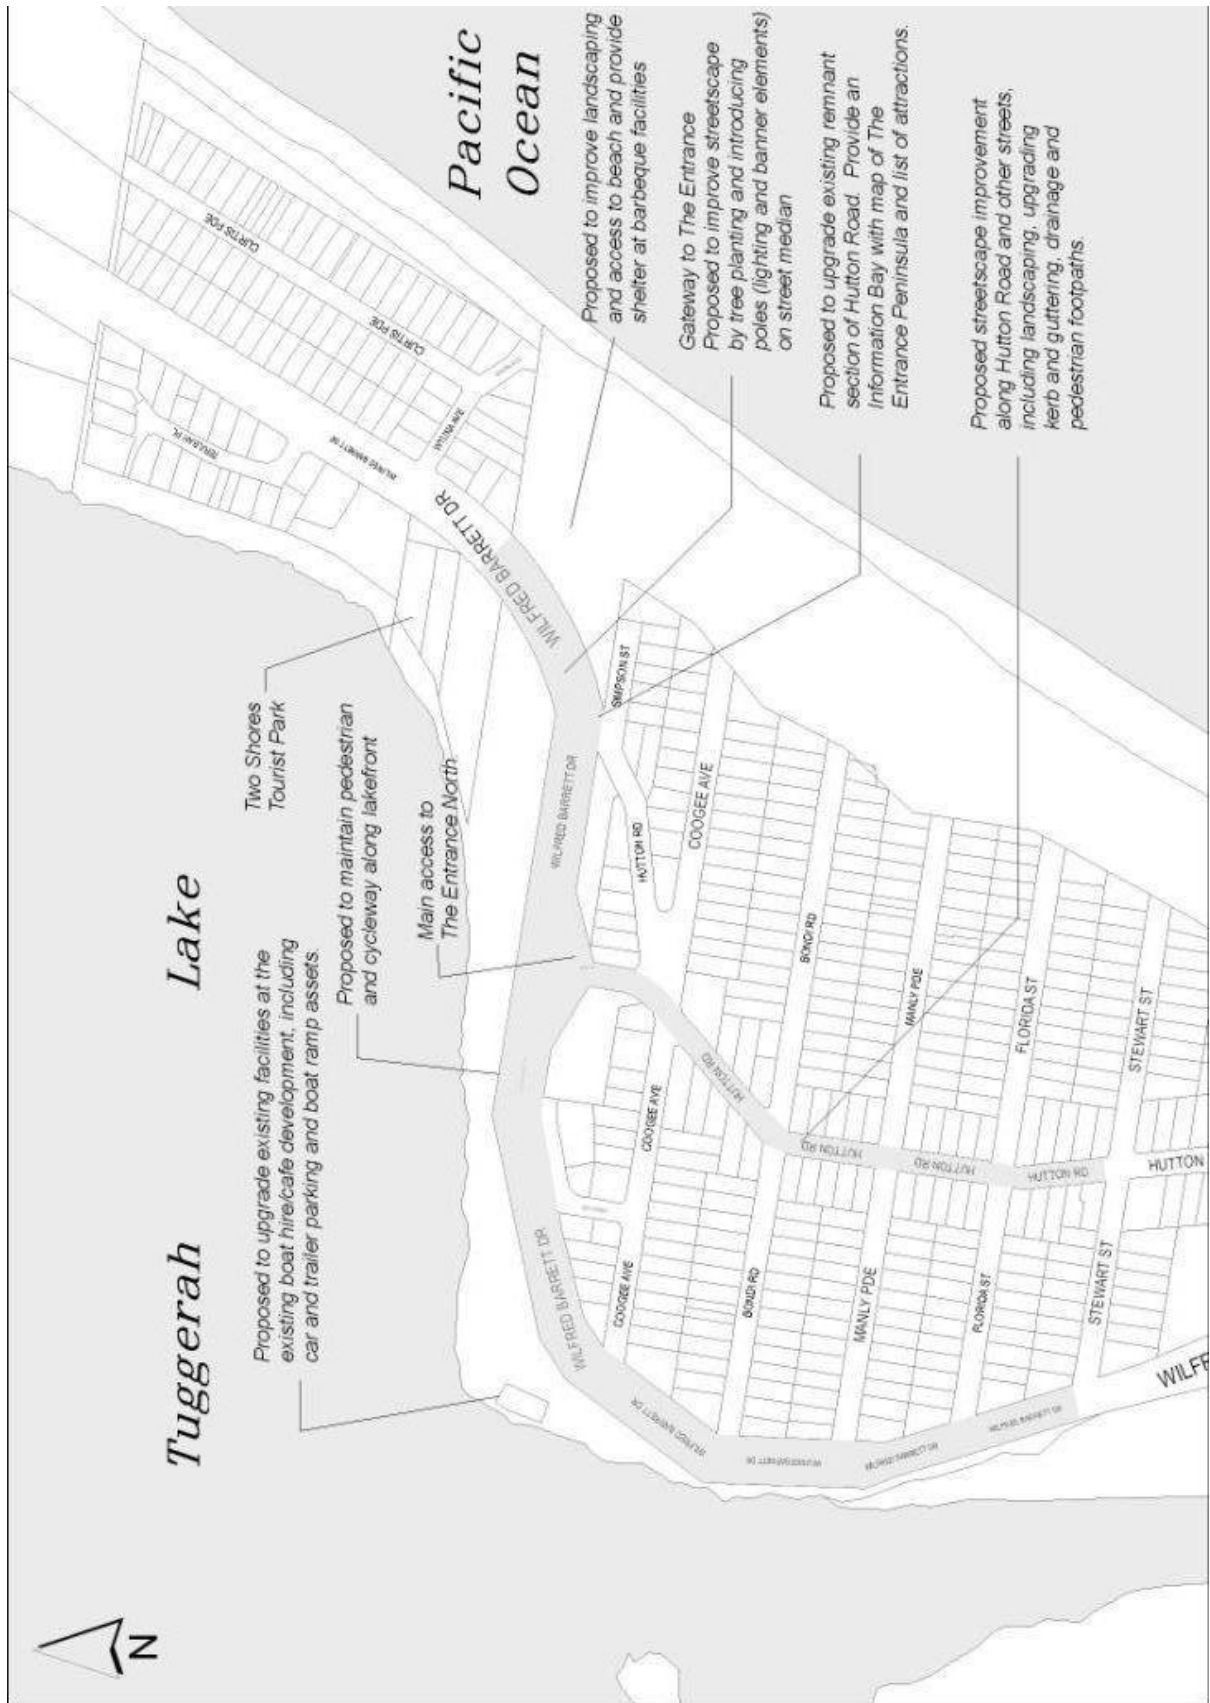 Tuggerah Lake
Pacific
Ocean
Proposed to upgrade existing facilities at the
existing boat hire/cafe development, including
car and trailer parking and boat ramp assets.
Proposed to maintain pedestrian
and cycleway along lakefront
Main access to
The Entrance North.
Two Shores
Tourist Park
Proposed to improve landscaping
and access to beach and provide
shelter at barbeque facilities
Gateway to The Entrance
Proposed to improve streetscape
by tree planting and introducing
poles (lighting and banner elements)
on street median
Proposed to upgrade existing remnant
section of Hutton Road. Provide an
Information Bay with map of The
Entrance Peninsula and list of attractions.
Proposed streetscape improvement
along Hutton Road and other streets,
including landscaping, upgrading
kerb and guttering, drainage and
pedestrian footpaths.
N
CURTIS PDE
CURTIS PDE
TERILBAH PL
WILFRED BARRETT DR
WILFRED BARRETT DR
WILFRED BARRETT DR
WILFRED BARRETT DR
WILFRED BARRETT DR
WILFRED BARRETT DR
WILFRED BARRETT DR
WILFRED BARRETT DR
WILFRED BARRETT DR
WILFE
SIMPSON ST
HUTTON RD
COOGEE AVE
COOGEE AVE
COOGEE AVE
HUTTON RD
BONDI RD
BONDI RD
MANLY PDE
MANLY PDE
HUTTON RD
HUTTON RD
HUTTON RD
FLORIDA ST
FLORIDA ST
STEWART ST
STEWART ST
HUTTON